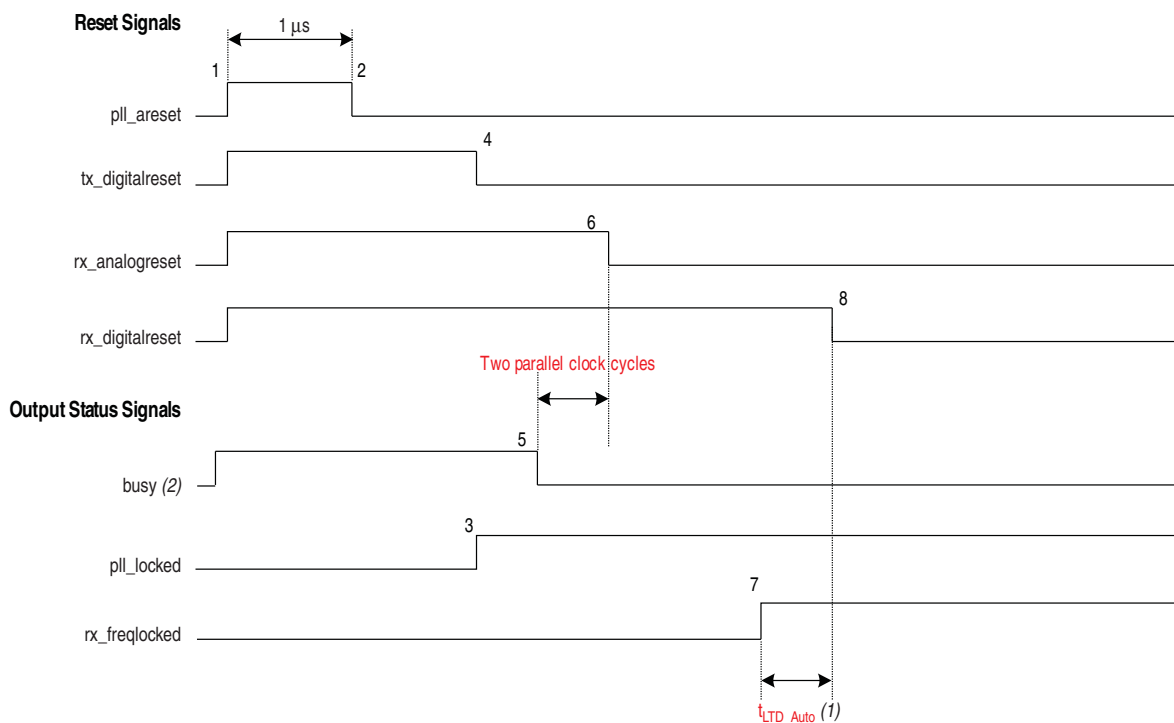 Reset Signals
1 µs
1
2
pll_areset
4
tx_digitalreset
6
rx_analogreset
8
rx_digitalreset
Two parallel clock cycles
Output Status Signals
5
busy (2)
3
pll_locked
7
rx_freqlocked
tLTD_Auto (1)